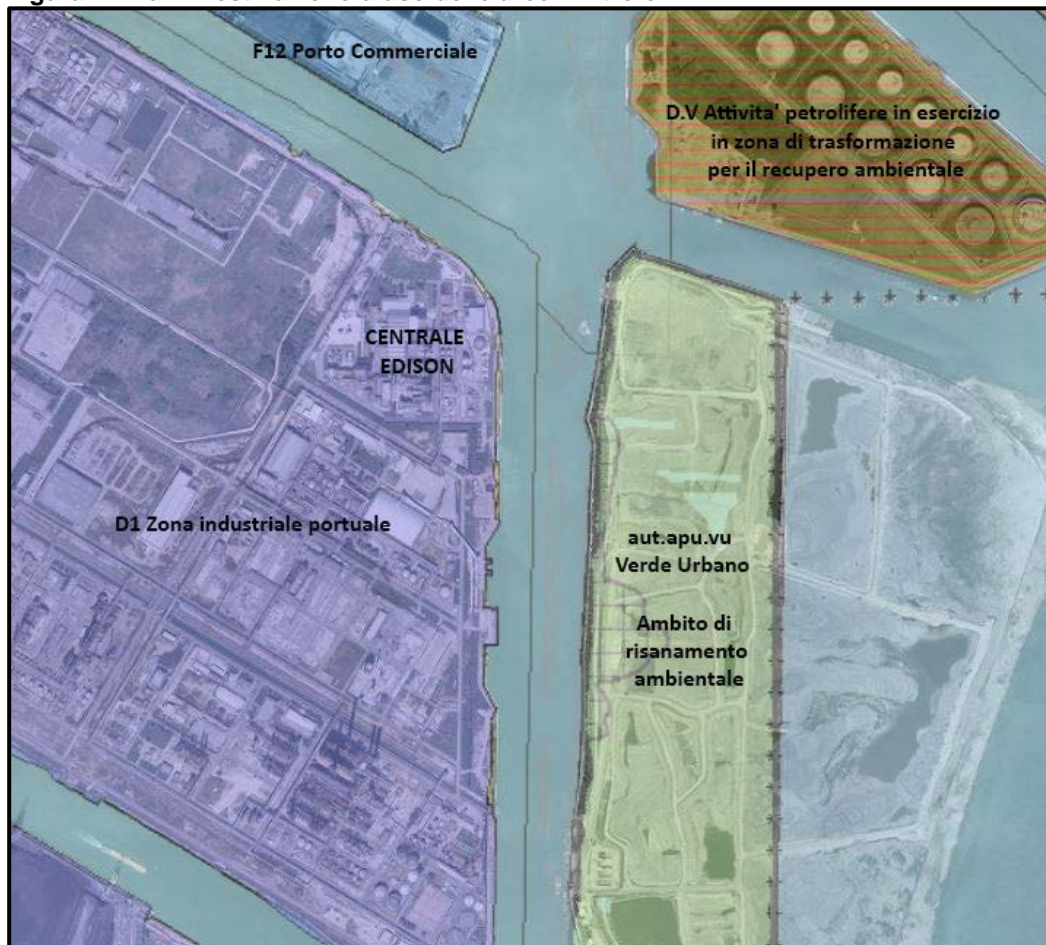 F12 Porto Commerciale
D.V Attivita' petrolifere in esercizio
in zona di trasformazione
per il recupero ambientale
CENTRALE
EDISON
D1 Zona industriale portuale
aut.apu.vu
Verde Urbano
Ambito di
risanamento
ambientale